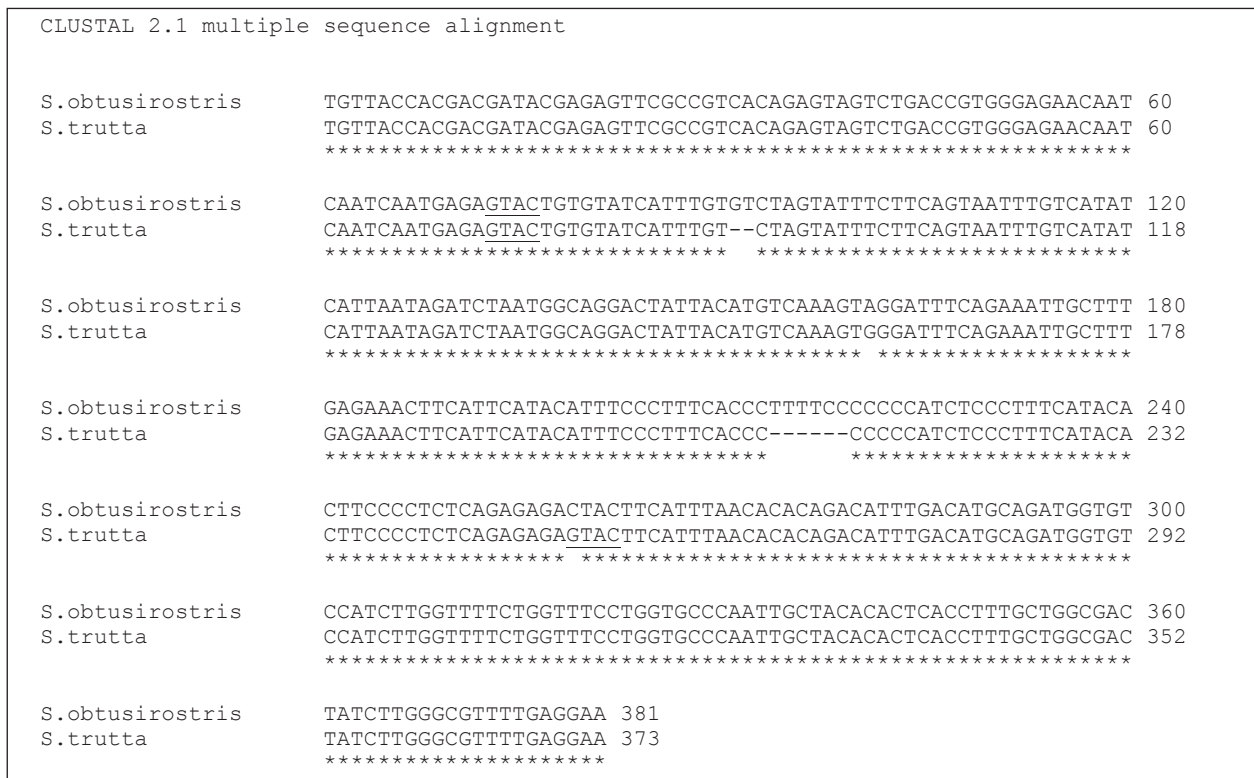 CLUSTAL 2.1 multiple sequence alignment
S.obtusirostris TGTTACCACGACGATACGAGAGTTCGCCGTCACAGAGTAGTCTGACCGTGGGAGAACAAT 60
S.trutta TGTTACCACGACGATACGAGAGTTCGCCGTCACAGAGTAGTCTGACCGTGGGAGAACAAT 60
************************************************************
S.obtusirostris CAATCAATGAGAGTACTGTGTATCATTTGTGTCTAGTATTTCTTCAGTAATTTGTCATAT 120
S.trutta CAATCAATGAGAGTACTGTGTATCATTTGT--CTAGTATTTCTTCAGTAATTTGTCATAT 118
****************************** ****************************
S.obtusirostris CATTAATAGATCTAATGGCAGGACTATTACATGTCAAAGTAGGATTTCAGAAATTGCTTT 180
S.trutta CATTAATAGATCTAATGGCAGGACTATTACATGTCAAAGTGGGATTTCAGAAATTGCTTT 178
**************************************** *******************
S.obtusirostris GAGAAACTTCATTCATACATTTCCCTTTCACCCTTTTCCCCCCATCTCCCTTTCATACA 240
S.trutta GAGAAACTTCATTCATACATTTCCCTTTCACCC------CCCCCATCTCCCTTTCATACA 232
********************************* *********************
S.obtusirostris CTTCCCCTCTCAGAGAGACTACTTCATTTAACACACAGACATTTGACATGCAGATGGTGT 300
S.trutta CTTCCCCTCTCAGAGAGAGTACTTCATTTAACACACAGACATTTGACATGCAGATGGTGT 292
****************** *****************************************
S.obtusirostris CCATCTTGGTTTTCTGGTTTCCTGGTGCCCAATTGCTACACACTCACCTTTGCTGGCGAC 360
S.trutta CCATCTTGGTTTTCTGGTTTCCTGGTGCCCAATTGCTACACACTCACCTTTGCTGGCGAC 352
************************************************************
S.obtusirostris TATCTTGGGCGTTTTGAGGAA 381
S.trutta TATCTTGGGCGTTTTGAGGAA 373
*********************